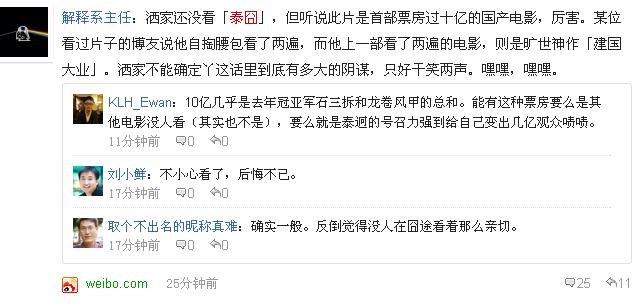 解释系主任：洒家还没看「泰囧」，但听说此片是首部票房过十亿的国产电影，厉害。某位
看过片子的博友说他自掏腰包看了两遍，而他上一部看了两遍的电影，则是旷世神作「建国
大业」。洒家不能确定丫这话里到底有多大的阴谋，只好干笑两声。嘿嘿，嘿嘿。
KLH_Ewan：10亿几乎是去年冠亚军石三拆和龙卷风甲的总和。能有这种票房要么是其
他电影没人看（其实也不是），要么就是泰迥的号召力强到给自己变出几亿观众啧啧。
11分钟前 0 0
刘小鲜：不小心看了，后悔不已。
17分钟前 0 0
取个不出名的昵称真难：确实一般。反倒觉得没人在囧途看着那么亲切。
17分钟前 0 0
weibo.com 25分钟前 25 11